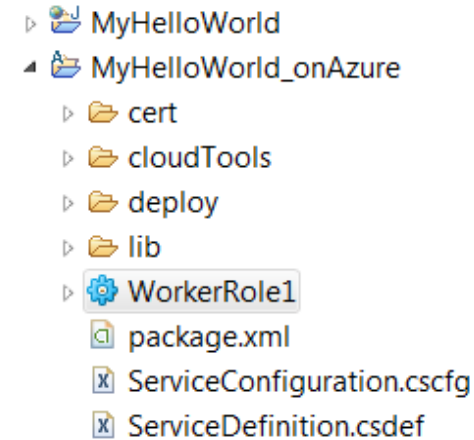 MyHelloWorld
MyHelloWorld_onAzure
cert
cloudTools
deploy
lib
WorkerRole1
package.xml
ServiceConfiguration.cscfg
ServiceDefinition.csdef